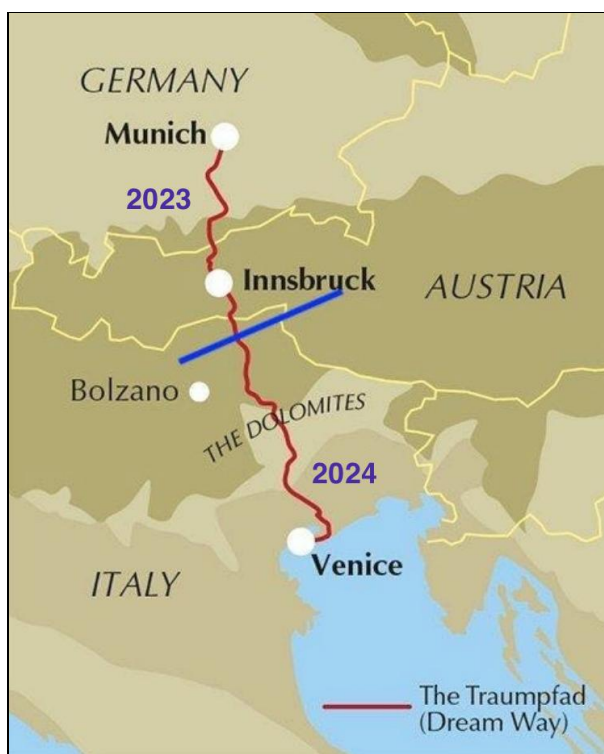 GERMANY
Munich
2023
Innsbruck
AUSTRIA
Bolzano
THE DOLOMITES
2024
Venice
ITALY
The Traumpfad
(Dream Way)